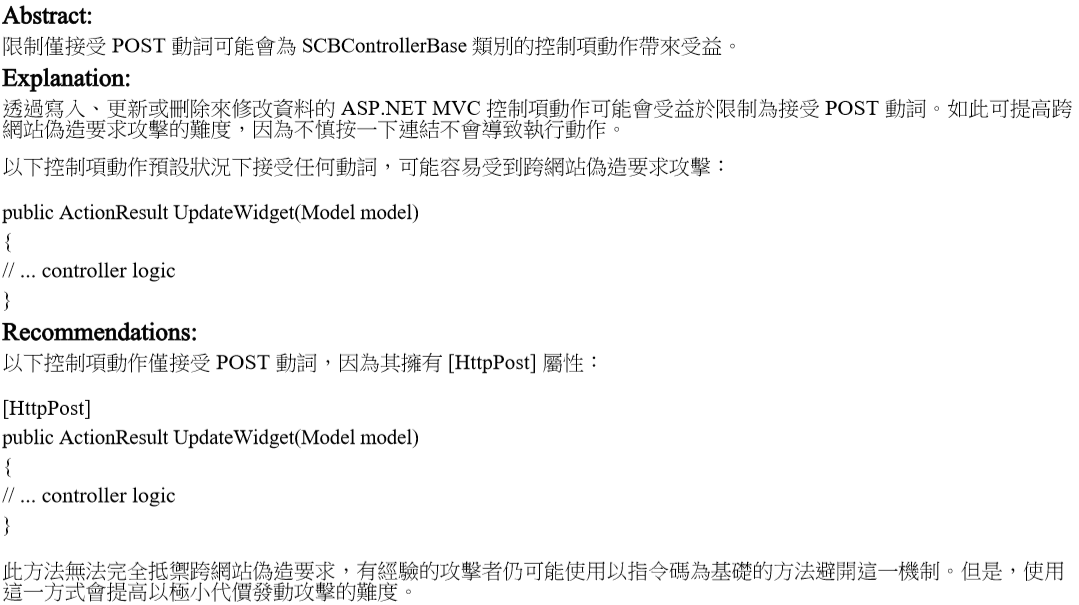 Abstract:
限制僅接受 POST 動詞可能會為 SCBControllerBase 類別的控制項動作帶來受益。
Explanation:
透過寫入、更新或刪除來修改資料的 ASP.NET MVC 控制項動作可能會受益於限制為接受 POST 動詞。如此可提高跨
網站偽造要求攻擊的難度，因為不慎按一下連結不會導致執行動作。
以下控制項動作預設狀況下接受任何動詞，可能容易受到跨網站偽造要求攻擊：
public ActionResult UpdateWidget(Model model)
{
// ... controller logic
}
Recommendations:
以下控制項動作僅接受 POST 動詞，因為其擁有 [HttpPost] 屬性：
[HttpPost]
public ActionResult UpdateWidget(Model model)
{
// ... controller logic
}
此方法無法完全抵禦跨網站偽造要求，有經驗的攻擊者仍可能使用以指令碼為基礎的方法避開這一機制。但是，使用
這一方式會提高以極小代價發動攻擊的難度。